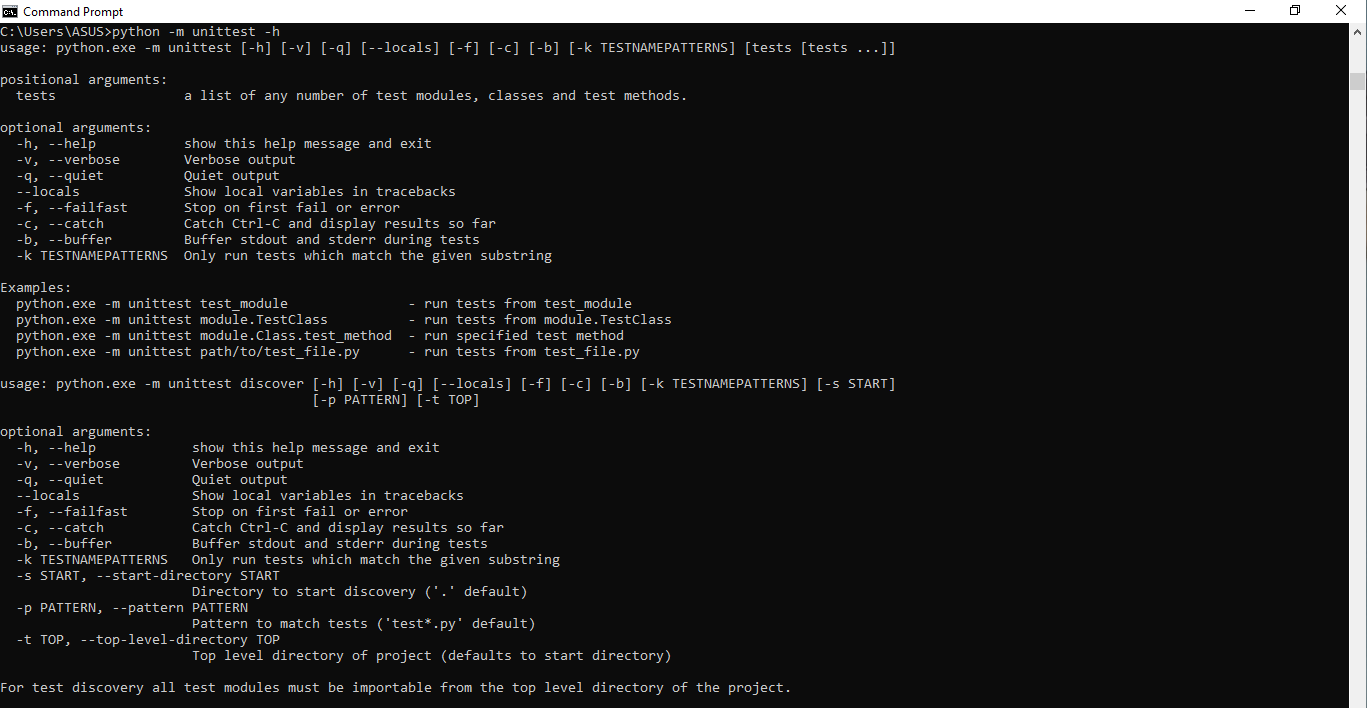 Command Prompt
C:\Users\ASUS>python -m unittest -h
usage: python.exe -m unittest [-h] [-v] [-q] [--locals] [-f] [-c] [-b] [-k TESTNAMEPATTERNS] [tests [tests ...]]

positional arguments:
  tests                a list of any number of test modules, classes and test methods.

optional arguments:
  -h, --help           show this help message and exit
  -v, --verbose        Verbose output
  -q, --quiet          Quiet output
  --locals             Show local variables in tracebacks
  -f, --failfast       Stop on first fail or error
  -c, --catch          Catch Ctrl-C and display results so far
  -b, --buffer         Buffer stdout and stderr during tests
  -k TESTNAMEPATTERNS  Only run tests which match the given substring

Examples:
  python.exe -m unittest test_module               - run tests from test_module
  python.exe -m unittest module.TestClass          - run tests from module.TestClass
  python.exe -m unittest module.Class.test_method  - run specified test method
  python.exe -m unittest path/to/test_file.py      - run tests from test_file.py

usage: python.exe -m unittest discover [-h] [-v] [-q] [--locals] [-f] [-c] [-b] [-k TESTNAMEPATTERNS] [-s START]
                                       [-p PATTERN] [-t TOP]

optional arguments:
  -h, --help            show this help message and exit
  -v, --verbose         Verbose output
  -q, --quiet           Quiet output
  --locals              Show local variables in tracebacks
  -f, --failfast        Stop on first fail or error
  -c, --catch           Catch Ctrl-C and display results so far
  -b, --buffer          Buffer stdout and stderr during tests
  -k TESTNAMEPATTERNS   Only run tests which match the given substring
  -s START, --start-directory START
                        Directory to start discovery ('.' default)
  -p PATTERN, --pattern PATTERN
                        Pattern to match tests ('test*.py' default)
  -t TOP, --top-level-directory TOP
                        Top level directory of project (defaults to start directory)

For test discovery all test modules must be importable from the top level directory of the project.